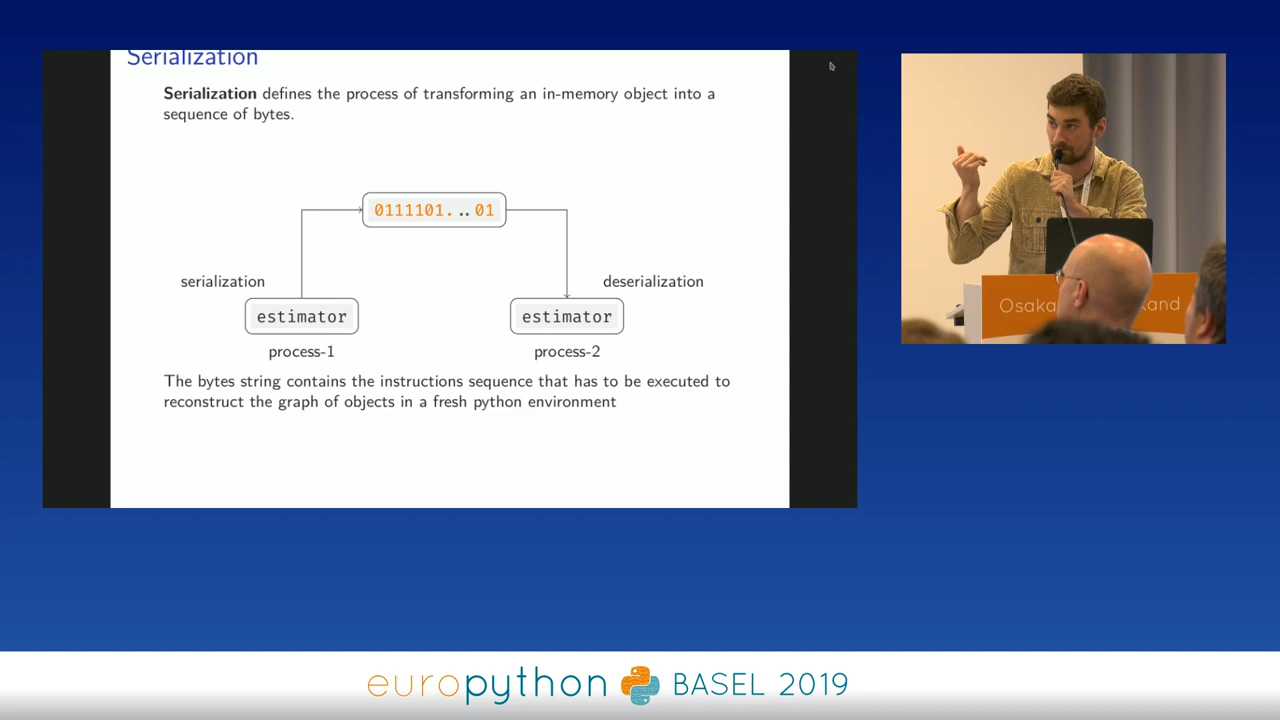 Serialization
Serialization defines the process of transforming an in-memory object into a
sequence of bytes.
0111101...01
serialization
deserialization
estimator
estimator
process-1
process-2
The bytes string contains the instructions sequence that has to be executed to
reconstruct the graph of objects in a fresh python environment
Osaka
europython BASEL 2019